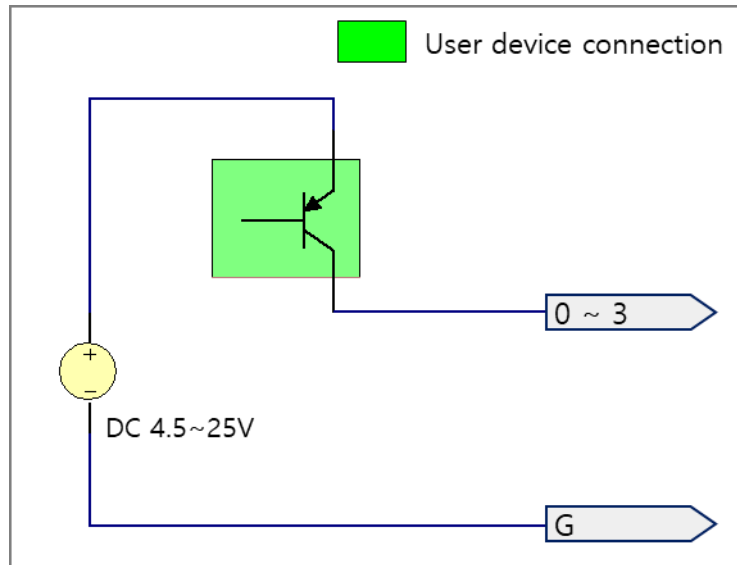 User device connection
0 ~ 3
+
−
DC 4.5~25V
G